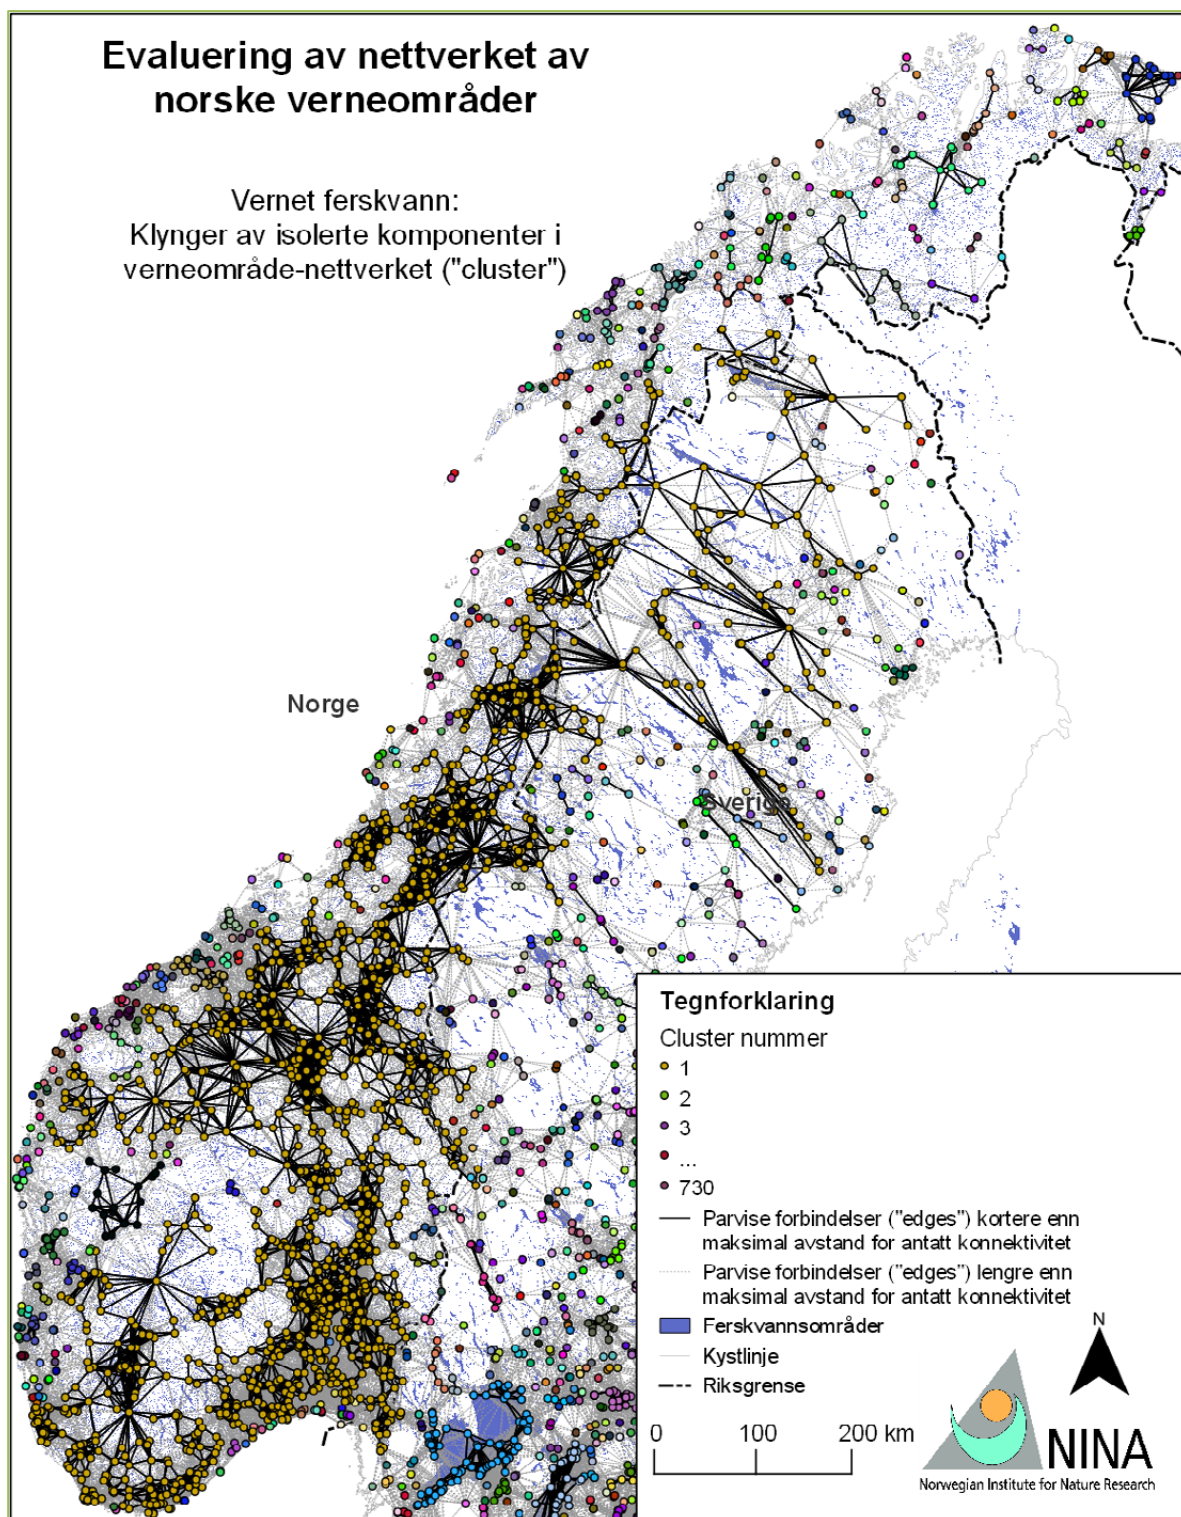 Evaluering av nettverket av
norske verneområder
Vernet ferskvann:
Klynger av isolerte komponenter i
verneområde-nettverket ("cluster")
Norge
Sverige
Tegnforklaring
Cluster nummer
1
2
3
...
730
Parvise forbindelser ("edges") kortere enn
maksimal avstand for antatt konnektivitet
Parvise forbindelser ("edges") lengre enn
maksimal avstand for antatt konnektivitet
Ferskvannsområder
Kystlinje
Riksgrense
N
0 100 200 km
NINA
Norwegian Institute for Nature Research